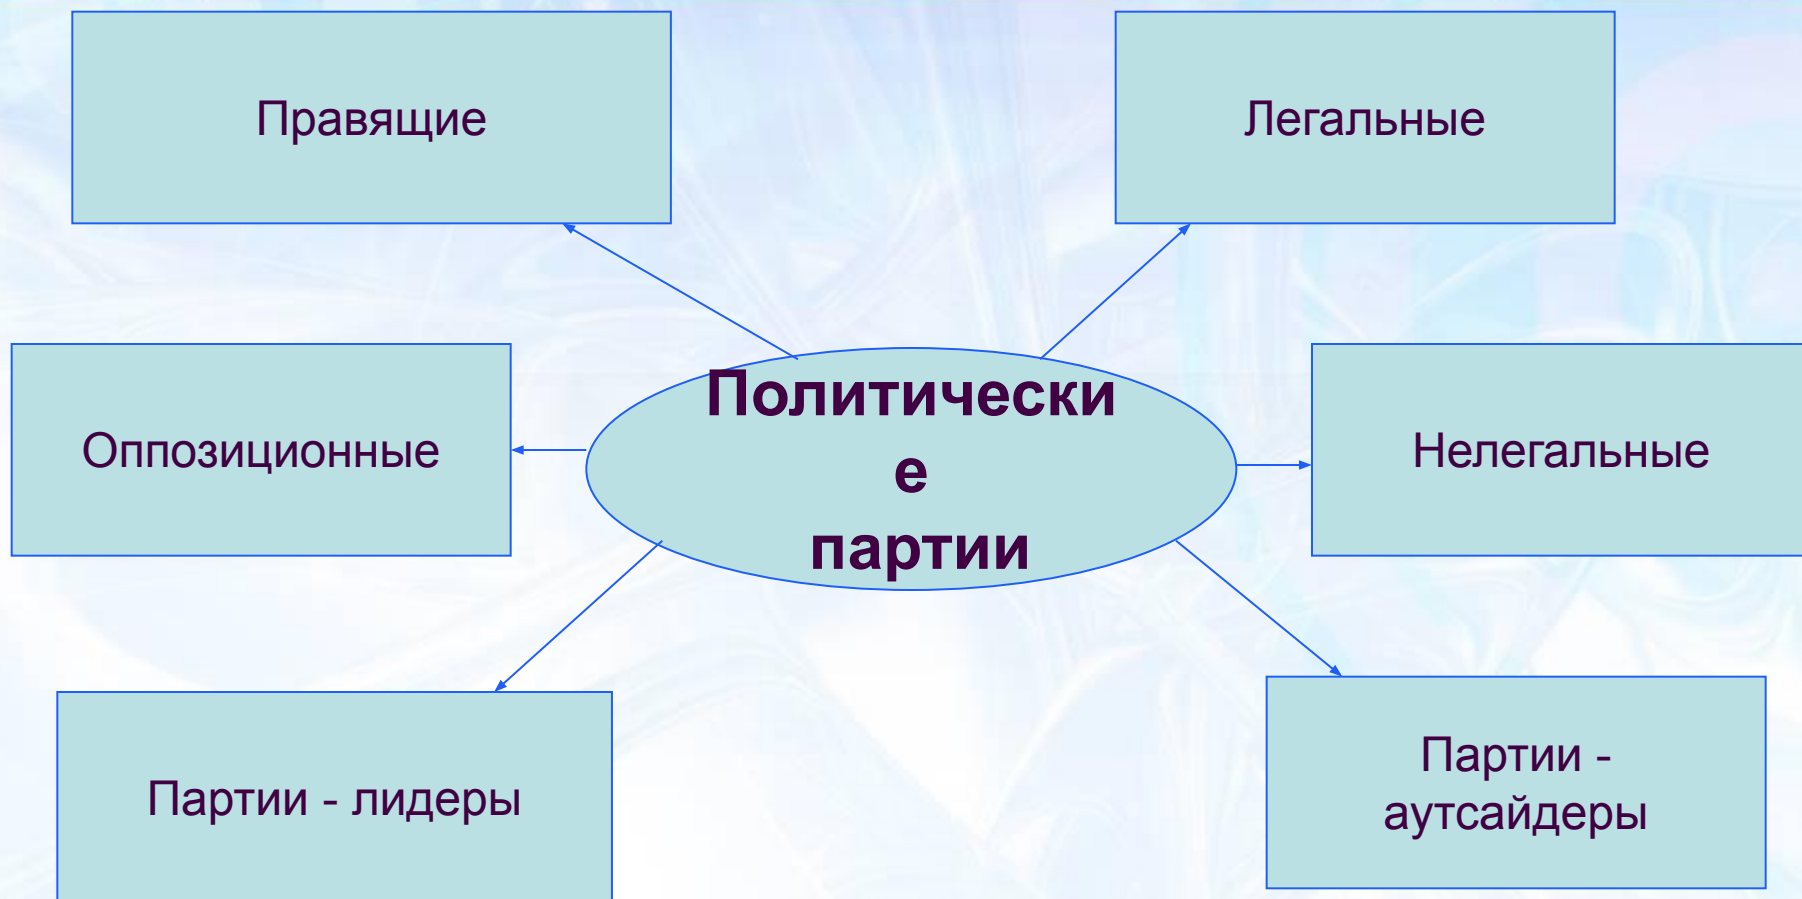 Правящие
Легальные
Оппозиционные
Политически
е
партии
Нелегальные
Партии - лидеры
Партии -
аутсайдеры